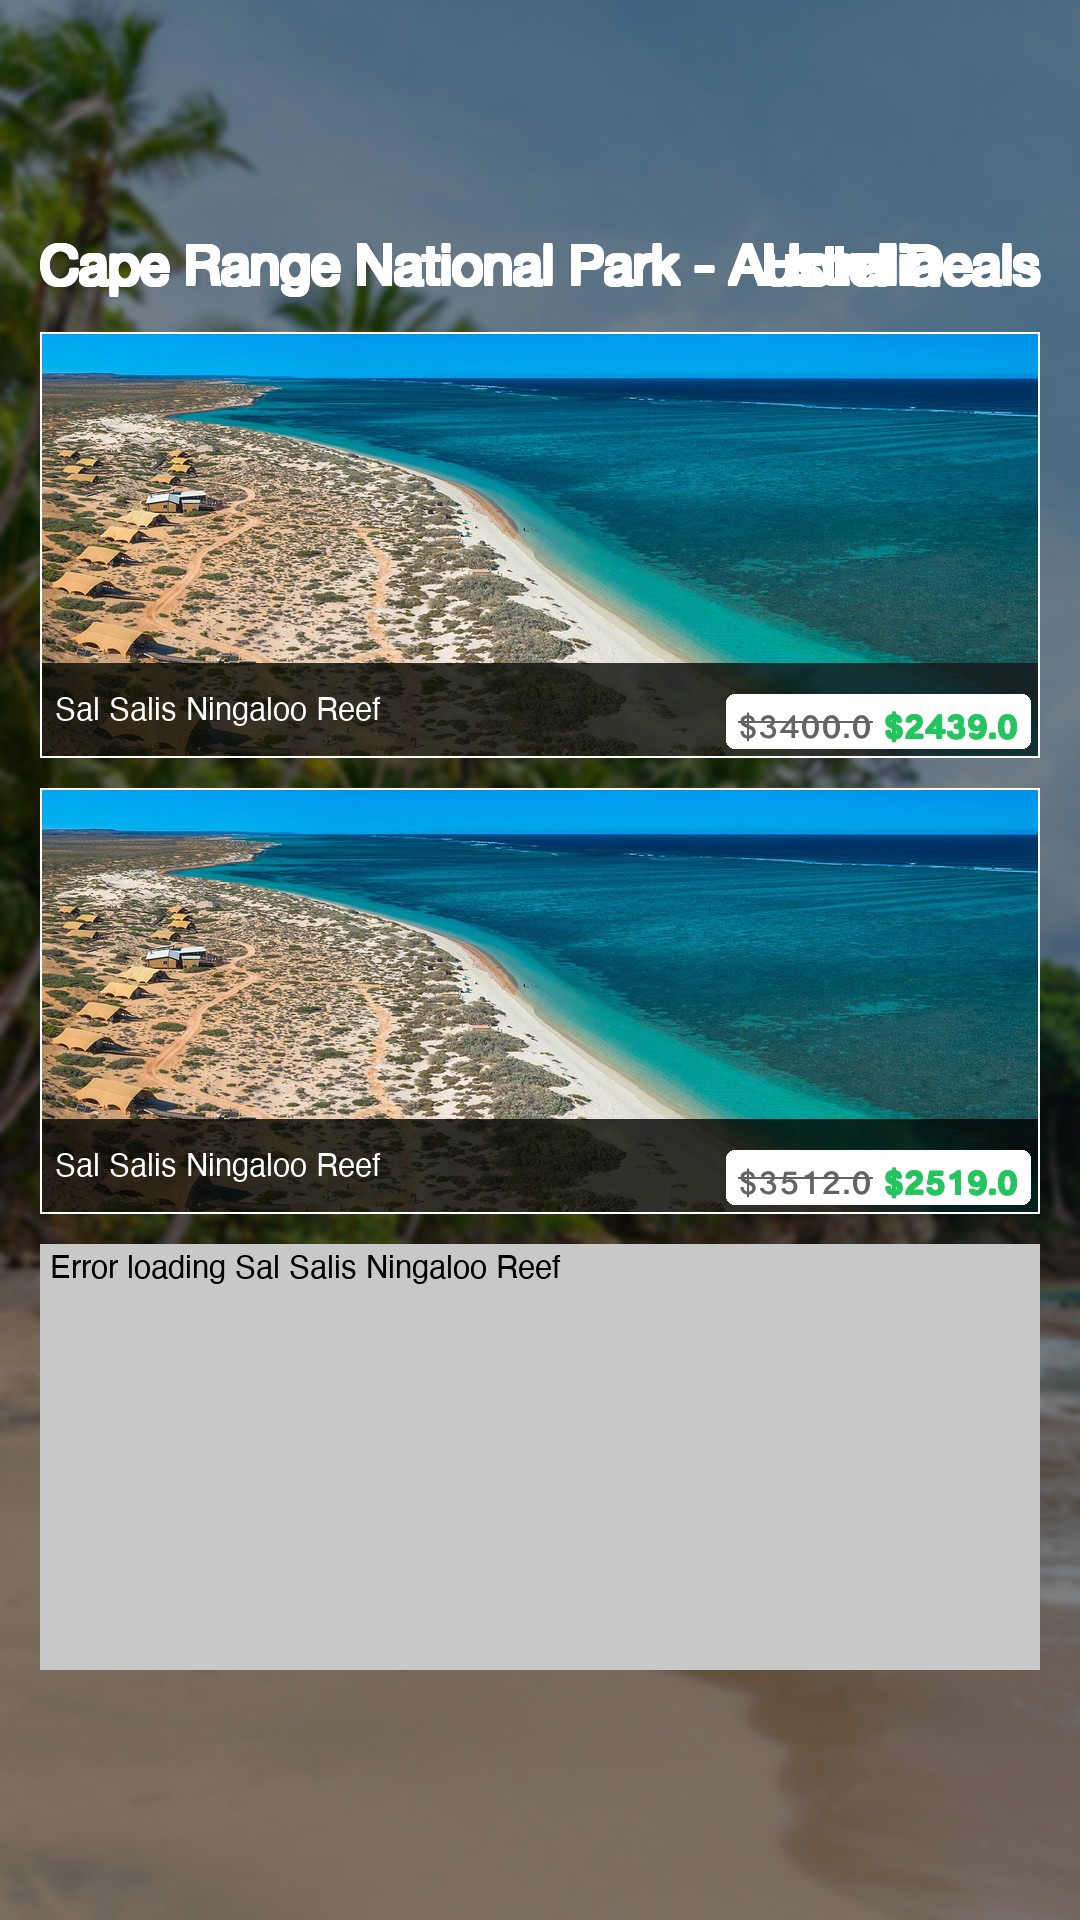 Cape Range National Park - Australia Hotel Deals
Sal Salis Ningaloo Reef
$3400.0 $2439.0
Sal Salis Ningaloo Reef
$3512.0 $2519.0
Error loading Sal Salis Ningaloo Reef